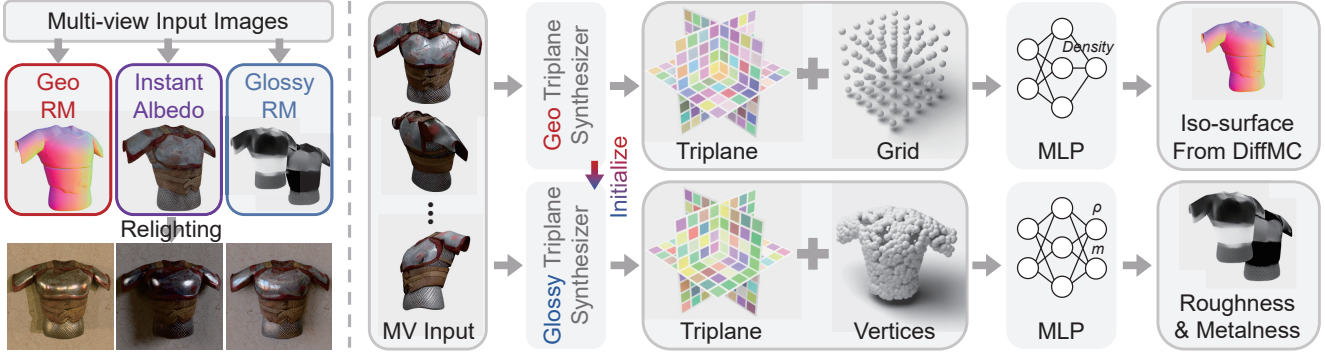 Multi-view Input Images
Geo
RM
Instant
Albedo
Glossy
RM
Relighting
MV Input
Geo Triplane
Synthesizer
Initialize
Glossy Triplane
Synthesizer
Triplane
Grid
Density
MLP
Iso-surface
From DiffMC
Triplane
Vertices
ρ
m
MLP
Roughness
& Metalness